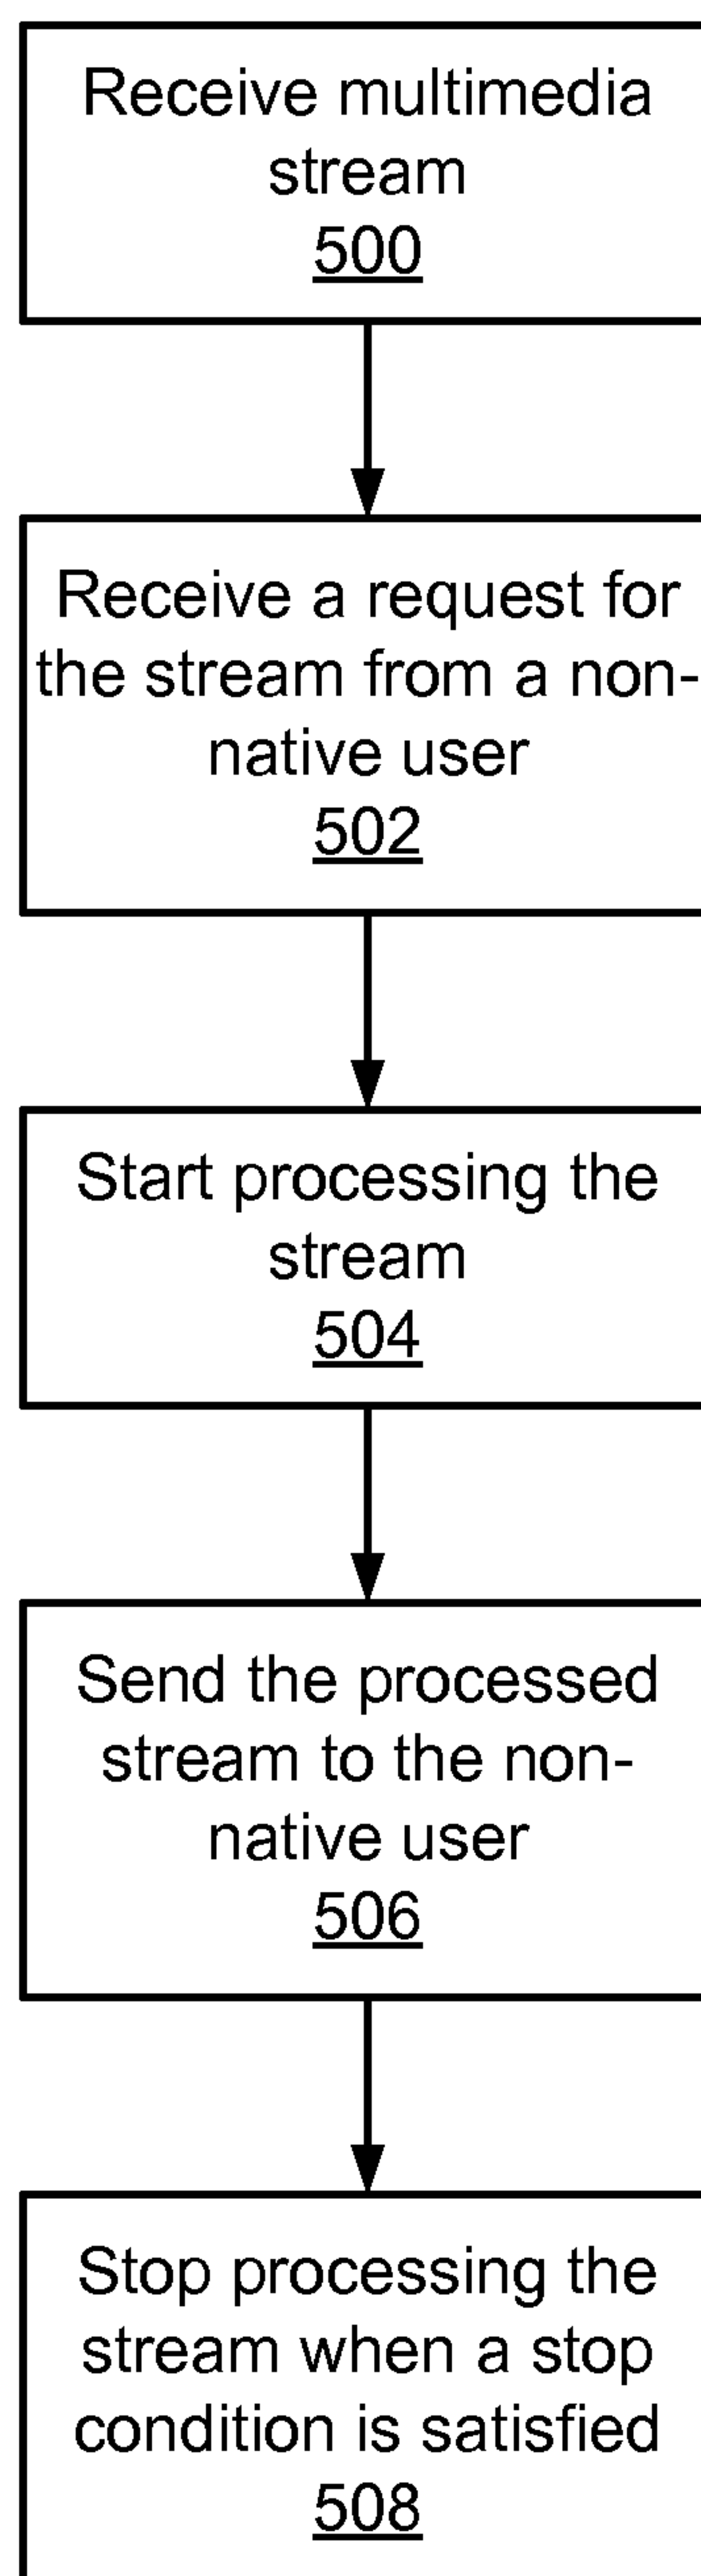 Receive multimedia
stream
500
Receive a request for
the stream from a non-
native user
502
Start processing the
stream
504
Send the processed
stream to the non-
native user
506
Stop processing the
stream when a stop
condition is satisfied
508